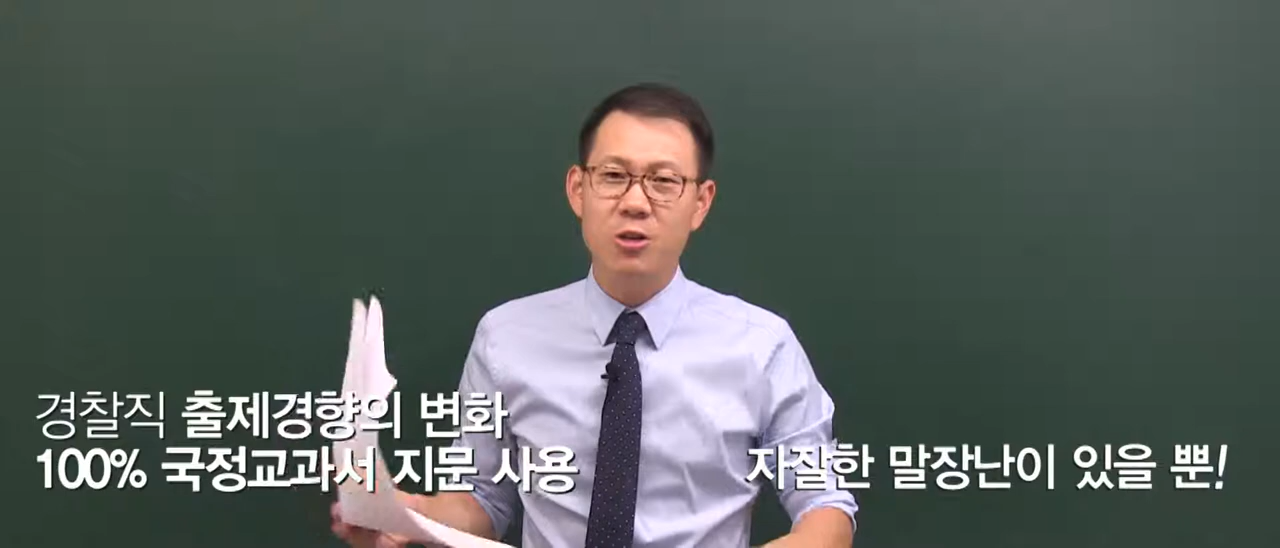 경찰직 출제경향의 변화
100% 국정교과서 지문 사용
자잘한 말장난이 있을 뿐!